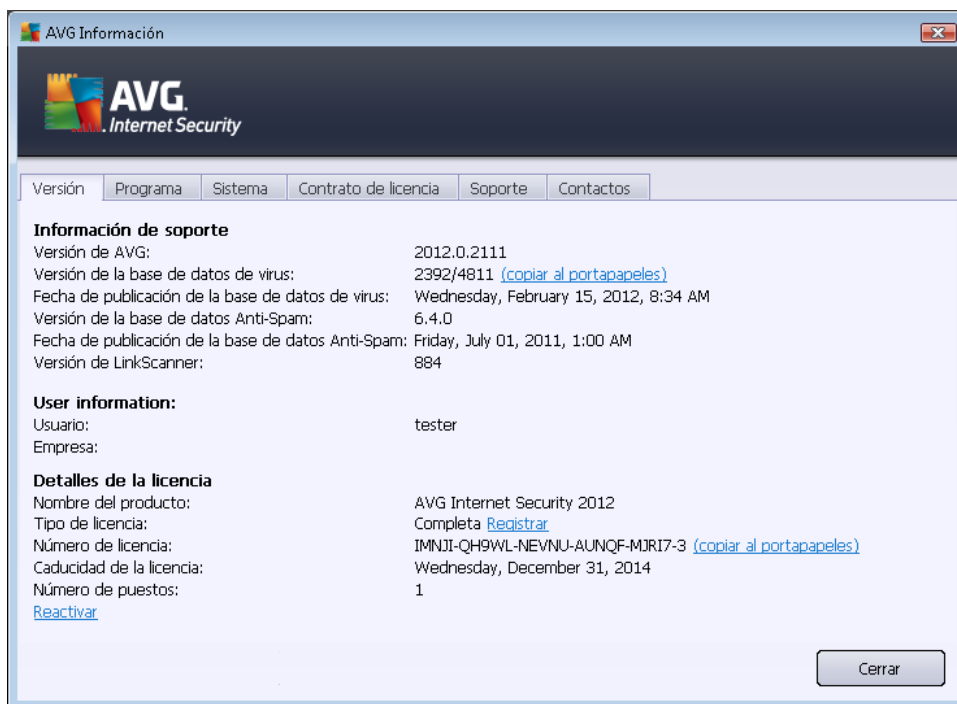 AVG Información
AVG.
Internet Security
Versión Programa Sistema Contrato de licencia Soporte Contactos
Información de soporte
Versión de AVG: 2012.0.2111
Versión de la base de datos de virus: 2392/4811 (copiar al portapapeles)
Fecha de publicación de la base de datos de virus: Wednesday, February 15, 2012, 8:34 AM
Versión de la base de datos Anti-Spam: 6.4.0
Fecha de publicación de la base de datos Anti-Spam: Friday, July 01, 2011, 1:00 AM
Versión de LinkScanner: 884
User information:
Usuario: tester
Empresa:
Detalles de la licencia
Nombre del producto: AVG Internet Security 2012
Tipo de licencia: Completa Registrar
Número de licencia: IMNJI-QH9WL-NEVNU-AUNQF-MJRI7-3 (copiar al portapapeles)
Caducidad de la licencia: Wednesday, December 31, 2014
Número de puestos: 1
Reactivar
Cerrar